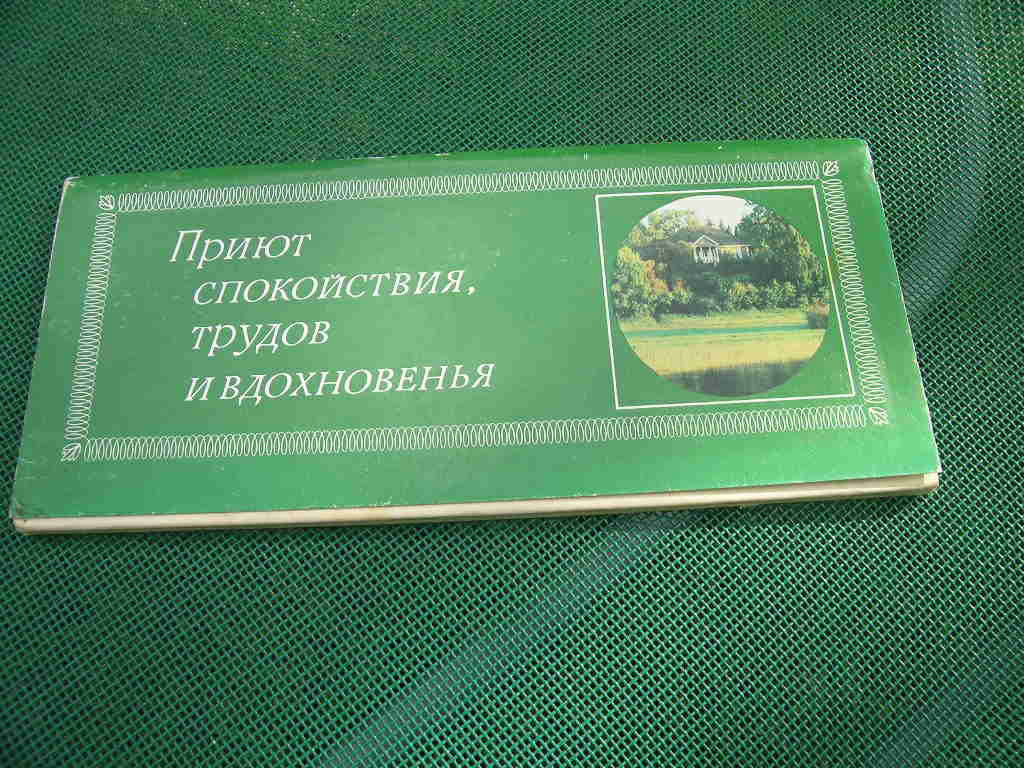 Приют
спокойствия,
трудов
и вдохновенья